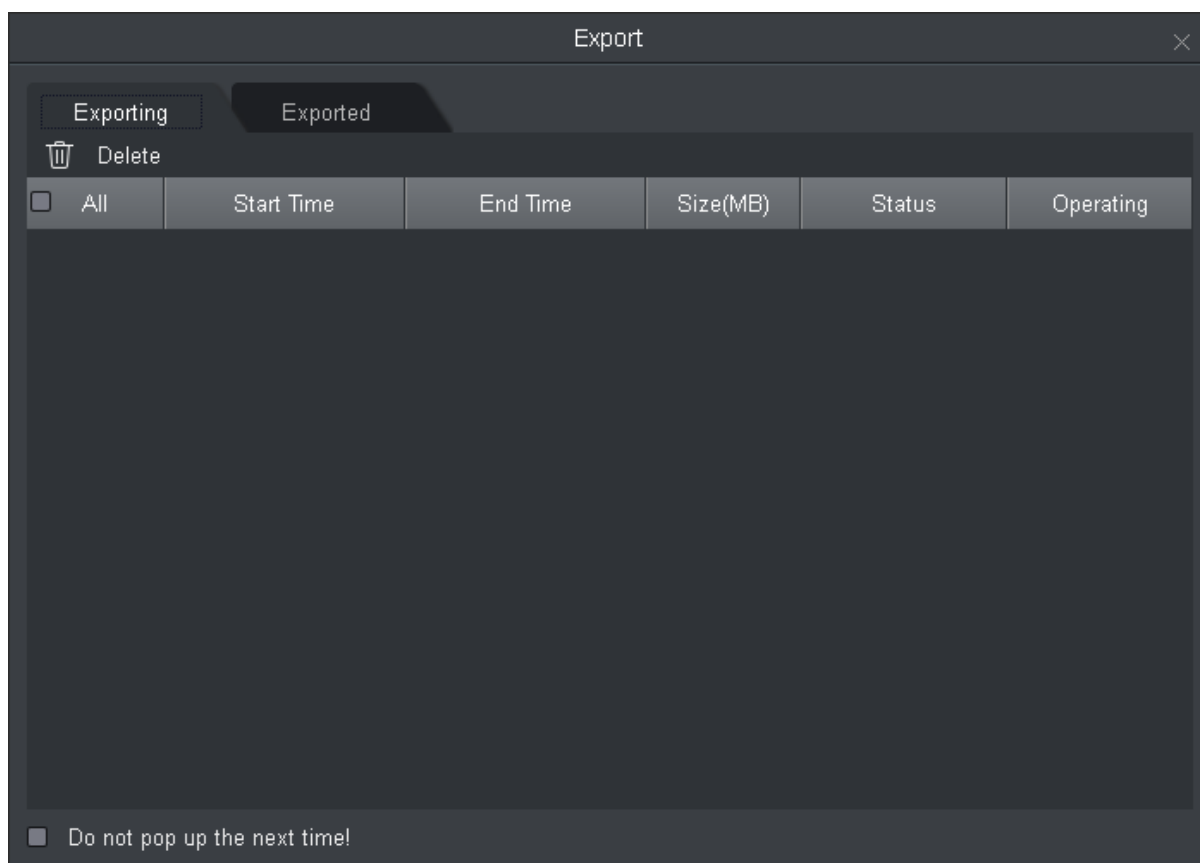 Export
Exporting Exported
Delete
All Start Time End Time Size(MB) Status Operating
Do not pop up the next time!